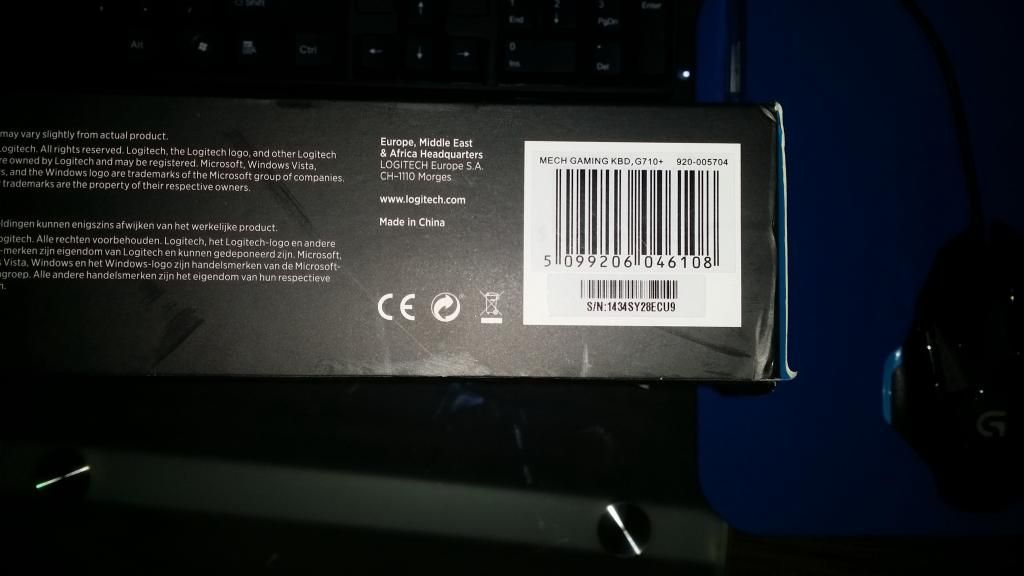 Shift
1
End
2
3
PgDn
Enter
Alt
Ctrl
0
Ins
.
Del
may vary slightly from actual product.
Logitech. All rights reserved. Logitech, the Logitech logo, and other Logitech
re owned by Logitech and may be registered. Microsoft, Windows Vista,
s, and the Windows logo are trademarks of the Microsoft group of companies.
trademarks are the property of their respective owners.
ldingen kunnen enigszins afwijken van het werkelijke product.
ogitech. Alle rechten voorbehouden. Logitech, het Logitech-logo en andere
-merken zijn eigendom van Logitech en kunnen gedeponeerd zijn. Microsoft,
s Vista, Windows en het Windows-logo zijn handelsmerken van de Microsoft-
groep. Alle andere handelsmerken zijn het eigendom van hun respectieve
n.
Europe, Middle East
& Africa Headquarters
LOGITECH Europe S.A.
CH-1110 Morges
www.logitech.com
Made in China
CE
MECH GAMING KBD, G710+ 920-005704
5 099206 046108
S/N:1434SY28ECU9
G